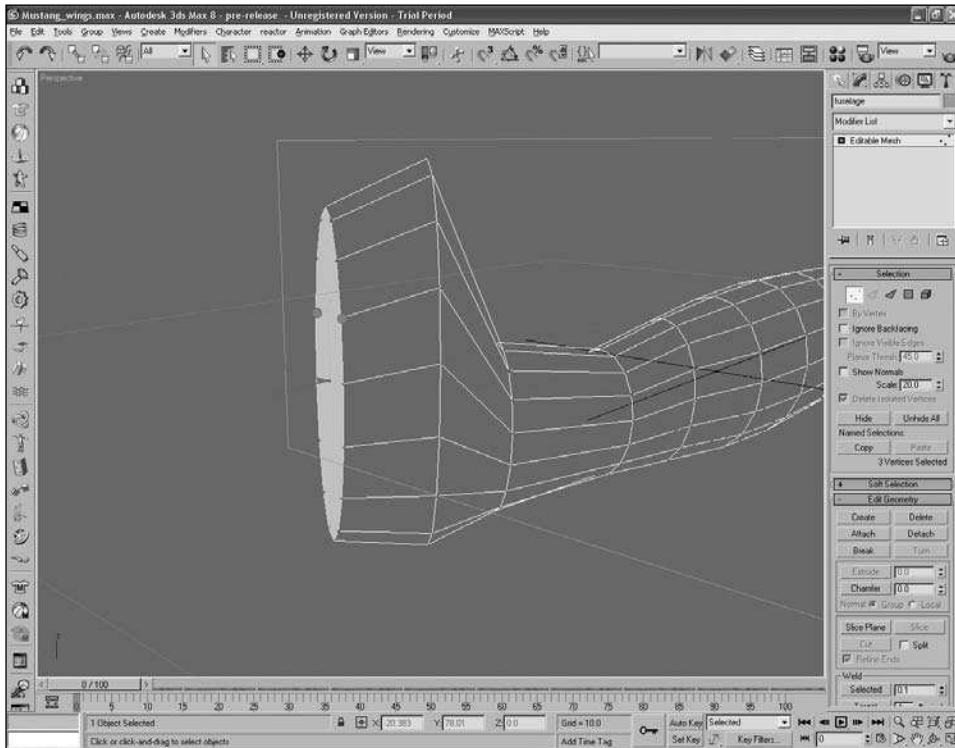 Mustang_wings.max - Autodesk 3ds Max 8 - pre-release - Unregistered Version - Trial Period
File Edit Tools Group Views Create Modifiers Character reactor Animation Graph Editors Rendering Customize MAXScript Help
All
View
View
Perspective
fuselage
Modifier List
Editable Mesh
- Selection
By Vertex
Ignore Backfacing
Ignore Visible Edges
Planar Thresh: 45.0
Show Normals
Scale: 20.0
Delete Isolated Vertices
Hide Unhide All
Named Selections:
Copy Paste
3 Vertices Selected
+ Soft Selection
- Edit Geometry
Create Delete
Attach Detach
Break Turn
Extrude 0.0
Chamfer 0.0
Normal: Group Local
Slice Plane Slice
Cut Split
Refine Ends
Weld
Selected 0.1
Target
0 / 100
0 5 10 15 20 25 30 35 40 45 50 55 60 65 70 75 80 85 90 95 100
1 Object Selected X: -20.383 Y: 78.01 Z: 0.0 Grid = 10.0 Auto Key Selected
Click or click-and-drag to select objects Add Time Tag Set Key Key Filters... 0